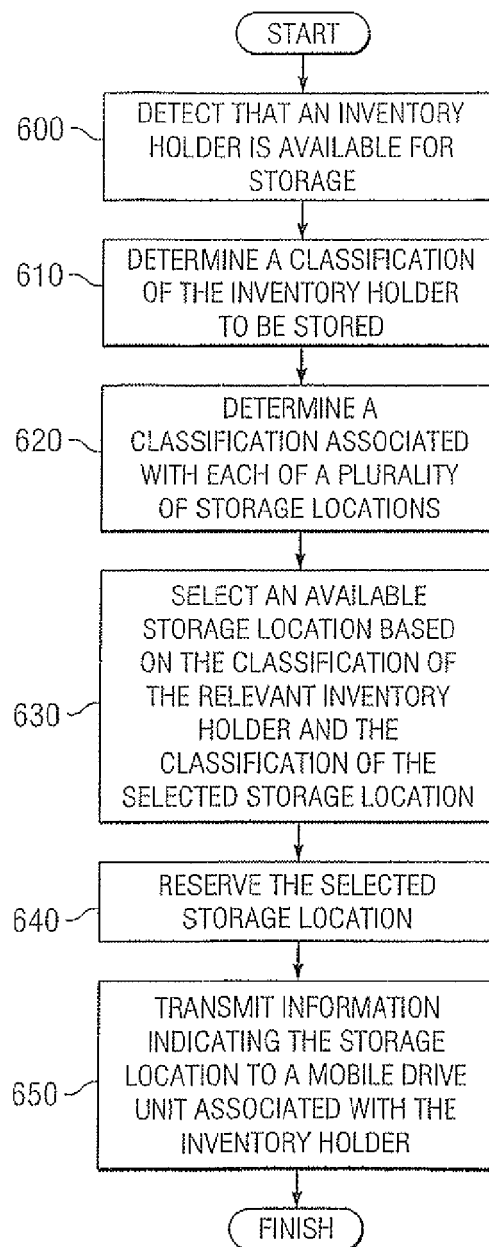 START
600
DETECT THAT AN INVENTORY
HOLDER IS AVAILABLE FOR
STORAGE
610
DETERMINE A CLASSIFICATION
OF THE INVENTORY HOLDER
TO BE STORED
620
DETERMINE A
CLASSIFICATION ASSOCIATED
WITH EACH OF A PLURALITY
OF STORAGE LOCATIONS
630
SELECT AN AVAILABLE
STORAGE LOCATION BASED
ON THE CLASSIFICATION OF
THE RELEVANT INVENTORY
HOLDER AND THE
CLASSIFICATION OF THE
SELECTED STORAGE LOCATION
640
RESERVE THE SELECTED
STORAGE LOCATION
650
TRANSMIT INFORMATION
INDICATING THE STORAGE
LOCATION TO A MOBILE DRIVE
UNIT ASSOCIATED WITH THE
INVENTORY HOLDER
FINISH